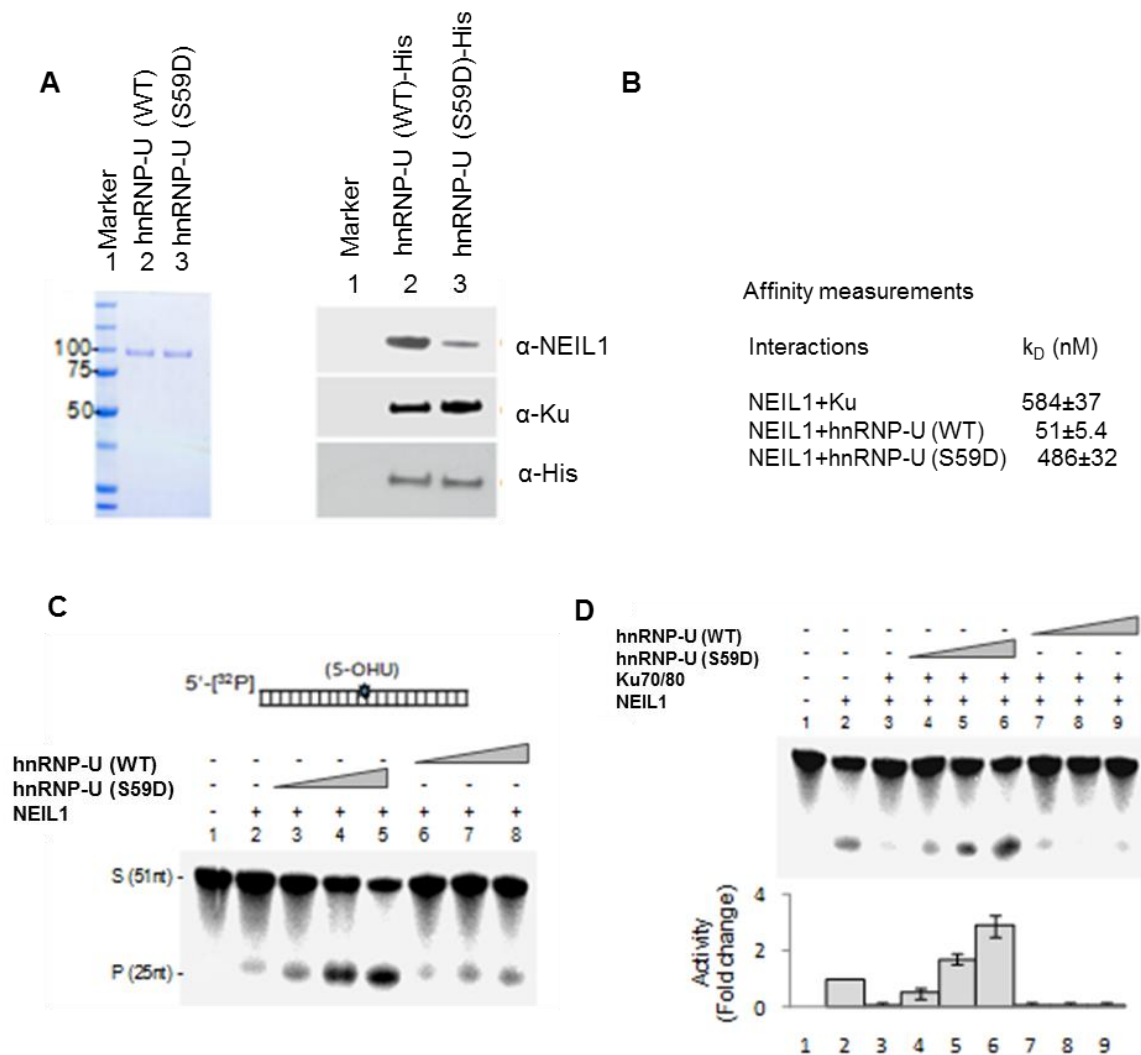 A
Marker
hnRNP-U (WT)
hnRNP-U (S59D)
1 2 3
100
75
50
Marker
hnRNP-U (WT)-His
hnRNP-U (S59D)-His
1 2 3
α-NEIL1
α-Ku
α-His
B
Affinity measurements
Interactions kD (nM)
NEIL1+Ku 584±37
NEIL1+hnRNP-U (WT) 51±5.4
NEIL1+hnRNP-U (S59D) 486±32
C
(5-OHU)
5'-[32P]
hnRNP-U (WT) - - - - -
hnRNP-U (S59D) - - - - -
NEIL1 - + + + + + + +
1 2 3 4 5 6 7 8
S (51nt) -
P (25nt) -
D
hnRNP-U (WT) - - - - - -
hnRNP-U (S59D) - - - - - -
Ku70/80 - - + + + + + + +
NEIL1 - + + + + + + + +
1 2 3 4 5 6 7 8 9
Activity
(Fold change)
4
2
0
1 2 3 4 5 6 7 8 9